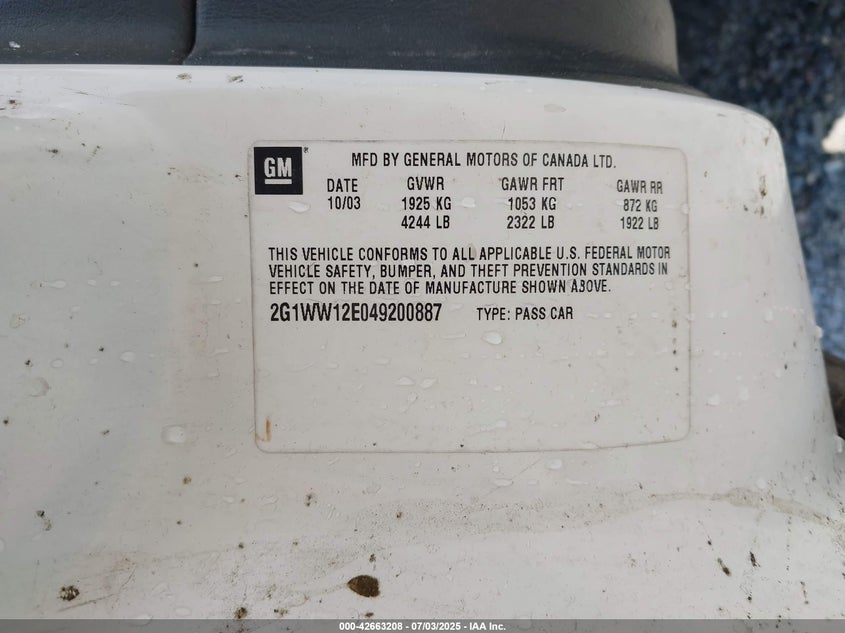 GM
MFD BY GENERAL MOTORS OF CANADA LTD.
DATE GVWR GAWR FRT GAWR RR
10/03 1925 KG 1053 KG 872 KG
4244 LB 2322 LB 1922 LB
THIS VEHICLE CONFORMS TO ALL APPLICABLE U.S. FEDERAL MOTOR
VEHICLE SAFETY, BUMPER, AND THEFT PREVENTION STANDARDS IN
EFFECT ON THE DATE OF MANUFACTURE SHOWN ABOVE.
2G1WW12E049200887 TYPE: PASS CAR
000-42663208 - 07/03/2025 - IAA Inc.